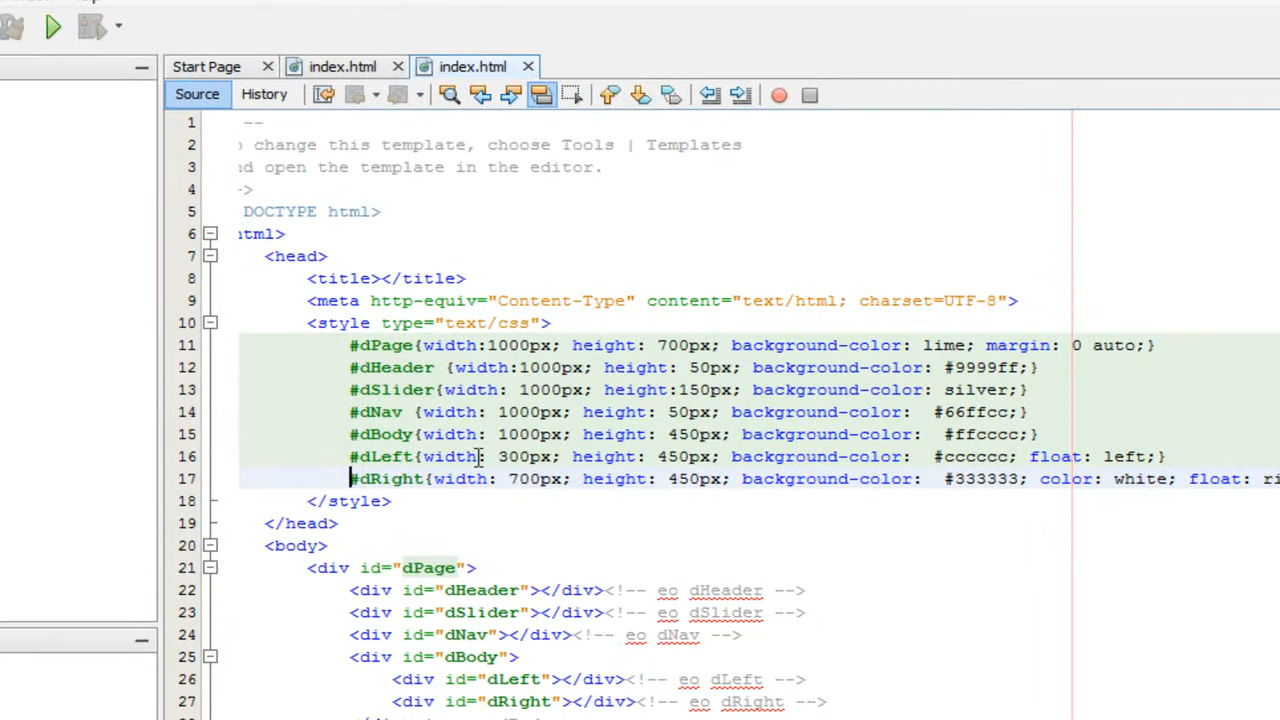 Start Page
index.html
index.html
Source History
1 --
2 change this template, choose Tools | Templates
3 nd open the template in the editor.
4 ->
5 DOCTYPE html>
6 html>
7 <head>
8 <title></title>
9 <meta http-equiv="Content-Type" content="text/html; charset=UTF-8">
10 <style type="text/css">
11 #dPage{width:1000px; height: 700px; background-color: lime; margin: 0 auto;}
12 #dHeader {width:1000px; height: 50px; background-color: #9999ff;}
13 #dSlider{width: 1000px; height:150px; background-color: silver;}
14 #dNav {width: 1000px; height: 50px; background-color: #66ffcc;}
15 #dBody{width: 1000px; height: 450px; background-color: #ffcccc;}
16 #dLeft{width: 300px; height: 450px; background-color: #cccccc; float: left;}
17 #dRight{width: 700px; height: 450px; background-color: #333333; color: white; float: ri
18 </style>
19 </head>
20 <body>
21 <div id="dPage">
22 <div id="dHeader"></div><!-- eo dHeader -->
23 <div id="dSlider"></div><!-- eo dSlider -->
24 <div id="dNav"></div><!-- eo dNav -->
25 <div id="dBody">
26 <div id="dLeft"></div><!-- eo dLeft -->
27 <div id="dRight"></div><!-- eo dRight -->